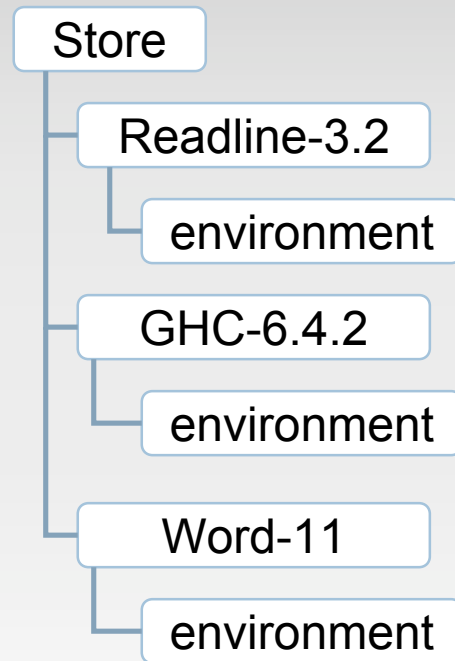 Store
Readline-3.2
environment
GHC-6.4.2
environment
Word-11
environment